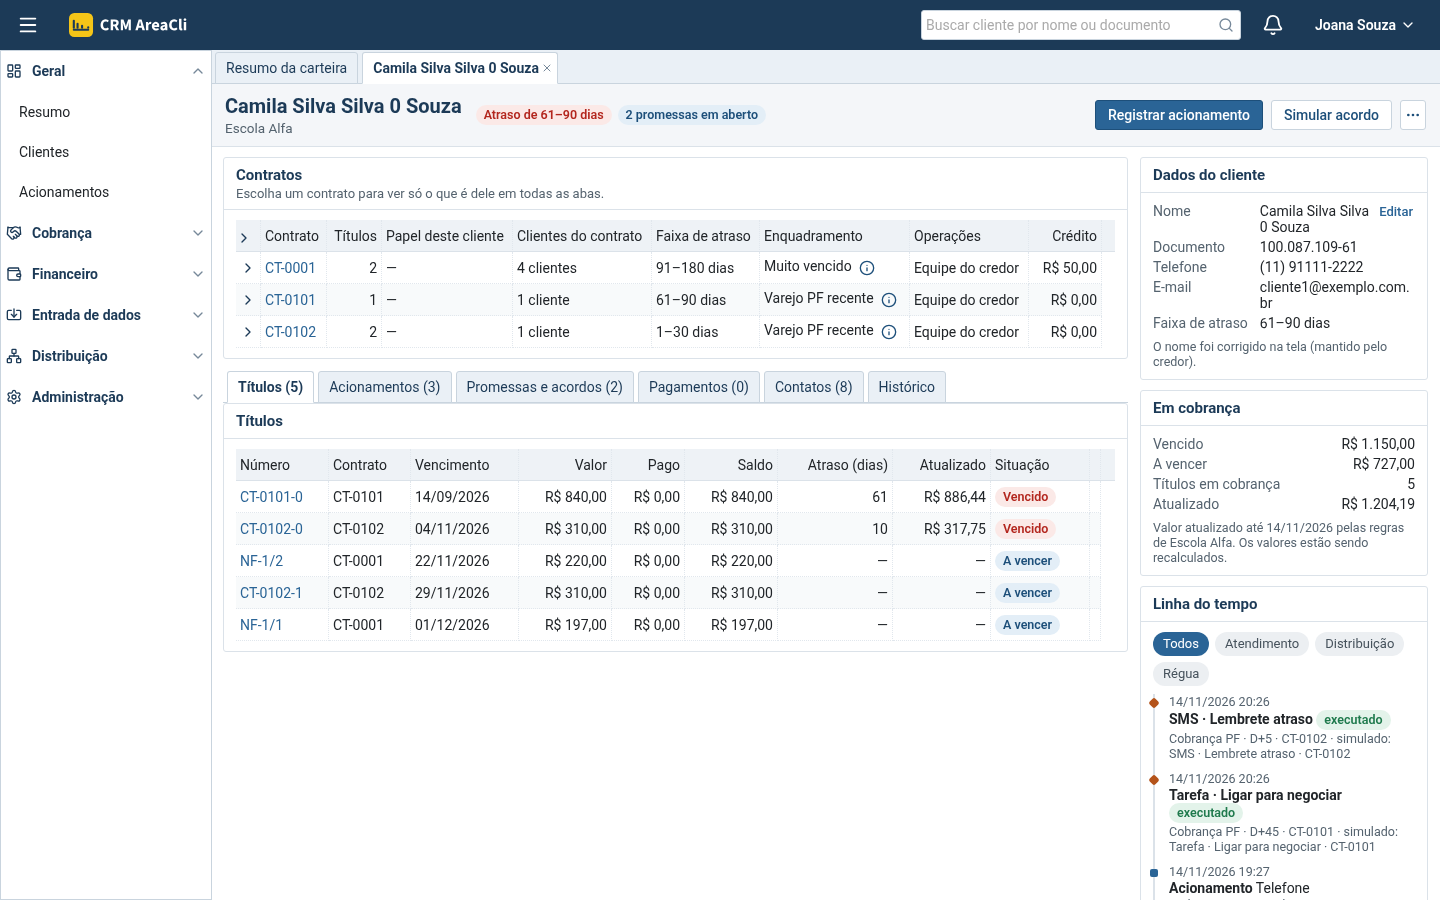 CRM AreaCli
Buscar cliente por nome ou documento
Joana Souza
Geral
Resumo
Clientes
Acionamentos
Cobrança
Financeiro
Entrada de dados
Distribuição
Administração
Resumo da carteira
Camila Silva Silva 0 Souza
Camila Silva Silva 0 Souza
Atraso de 61–90 dias
2 promessas em aberto
Escola Alfa
Registrar acionamento
Simular acordo
Contratos
Escolha um contrato para ver só o que é dele em todas as abas.
Contrato Títulos Papel deste cliente Clientes do contrato Faixa de atraso Enquadramento Operações Crédito
CT-0001 2 — 4 clientes 91–180 dias Muito vencido Equipe do credor R$ 50,00
CT-0101 1 — 1 cliente 61–90 dias Varejo PF recente Equipe do credor R$ 0,00
CT-0102 2 — 1 cliente 1–30 dias Varejo PF recente Equipe do credor R$ 0,00
Títulos (5)
Acionamentos (3)
Promessas e acordos (2)
Pagamentos (0)
Contatos (8)
Histórico
Títulos
Número Contrato Vencimento Valor Pago Saldo Atraso (dias) Atualizado Situação
CT-0101-0 CT-0101 14/09/2026 R$ 840,00 R$ 0,00 R$ 840,00 61 R$ 886,44 Vencido
CT-0102-0 CT-0102 04/11/2026 R$ 310,00 R$ 0,00 R$ 310,00 10 R$ 317,75 Vencido
NF-1/2 CT-0001 22/11/2026 R$ 220,00 R$ 0,00 R$ 220,00 — — A vencer
CT-0102-1 CT-0102 29/11/2026 R$ 310,00 R$ 0,00 R$ 310,00 — — A vencer
NF-1/1 CT-0001 01/12/2026 R$ 197,00 R$ 0,00 R$ 197,00 — — A vencer
Dados do cliente
Nome Camila Silva Silva Editar
0 Souza
Documento 100.087.109-61
Telefone (11) 91111-2222
E-mail cliente1@exemplo.com.
br
Faixa de atraso 61–90 dias
O nome foi corrigido na tela (mantido pelo
credor).
Em cobrança
Vencido R$ 1.150,00
A vencer R$ 727,00
Títulos em cobrança 5
Atualizado R$ 1.204,19
Valor atualizado até 14/11/2026 pelas regras
de Escola Alfa. Os valores estão sendo
recalculados.
Linha do tempo
Todos Atendimento Distribuição
Régua
14/11/2026 20:26
SMS · Lembrete atraso executado
Cobrança PF · D+5 · CT-0102 · simulado:
SMS · Lembrete atraso · CT-0102
14/11/2026 20:26
Tarefa · Ligar para negociar
executado
Cobrança PF · D+45 · CT-0101 · simulado:
Tarefa · Ligar para negociar · CT-0101
14/11/2026 19:27
Acionamento Telefone